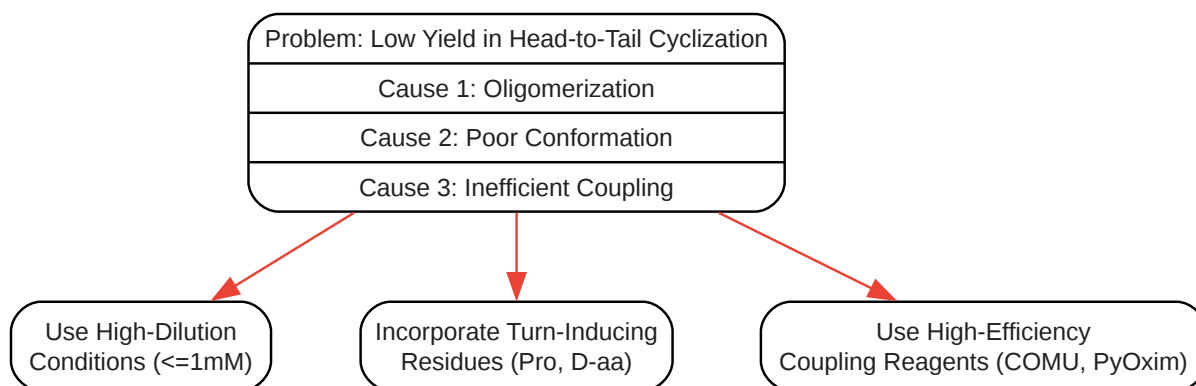 Problem: Low Yield in Head-to-Tail Cyclization
Cause 1: Oligomerization
Cause 2: Poor Conformation
Cause 3: Inefficient Coupling
Use High-Dilution
Conditions (<=1mM)
Incorporate Turn-Inducing
Residues (Pro, D-aa)
Use High-Efficiency
Coupling Reagents (COMU, PyOxim)